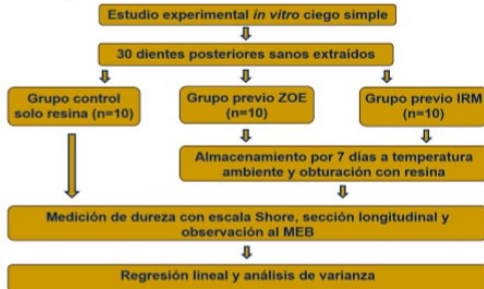 Estudio experimental in vitro ciego simple
30 dientes posteriores sanos extraídos
Grupo control
solo resina (n=10)
Grupo previo ZOE
(n=10)
Grupo previo IRM
(n=10)
Almacenamiento por 7 días a temperatura
ambiente y obturación con resina
Medición de dureza con escala Shore, sección longitudinal y
observación al MEB
Regresión lineal y análisis de varianza